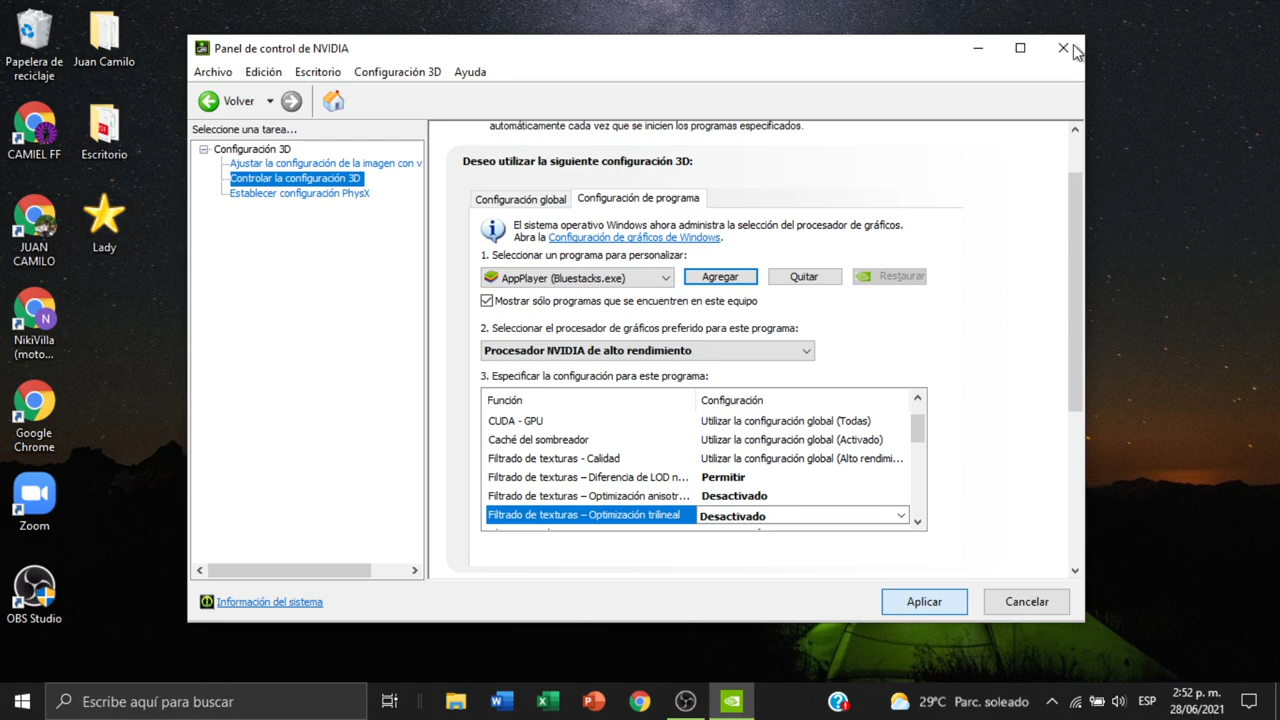 Papelera de
reciclaje
Juan Camilo
CAMIEL FF
Escritorio
JUAN
CAMILO
Lady
NikiVilla
(moto...
Google
Chrome
Zoom
OBS Studio
Panel de control de NVIDIA
Archivo Edición Escritorio Configuración 3D Ayuda
Volver
Seleccione una tarea...
Configuración 3D
Ajustar la configuración de la imagen con v
Controlar la configuración 3D
Establecer configuración PhysX
Información del sistema
automáticamente cada vez que se inicien los programas especificados.
Deseo utilizar la siguiente configuración 3D:
Configuración global Configuración de programa
El sistema operativo Windows ahora administra la selección del procesador de gráficos.
Abra la Configuración de gráficos de Windows.
1. Seleccionar un programa para personalizar:
AppPlayer (Bluestacks.exe) Agregar Quitar Restaurar
Mostrar sólo programas que se encuentren en este equipo
2. Seleccionar el procesador de gráficos preferido para este programa:
Procesador NVIDIA de alto rendimiento
3. Especificar la configuración para este programa:
Función Configuración
CUDA - GPU Utilizar la configuración global (Todas)
Caché del sombreador Utilizar la configuración global (Activado)
Filtrado de texturas - Calidad Utilizar la configuración global (Alto rendimi...
Filtrado de texturas – Diferencia de LOD n... Permitir
Filtrado de texturas – Optimización anisotr... Desactivado
Filtrado de texturas – Optimización trilineal Desactivado
Aplicar Cancelar
Escribe aquí para buscar
29°C Parc. soleado
ESP
2:52 p. m.
28/06/2021